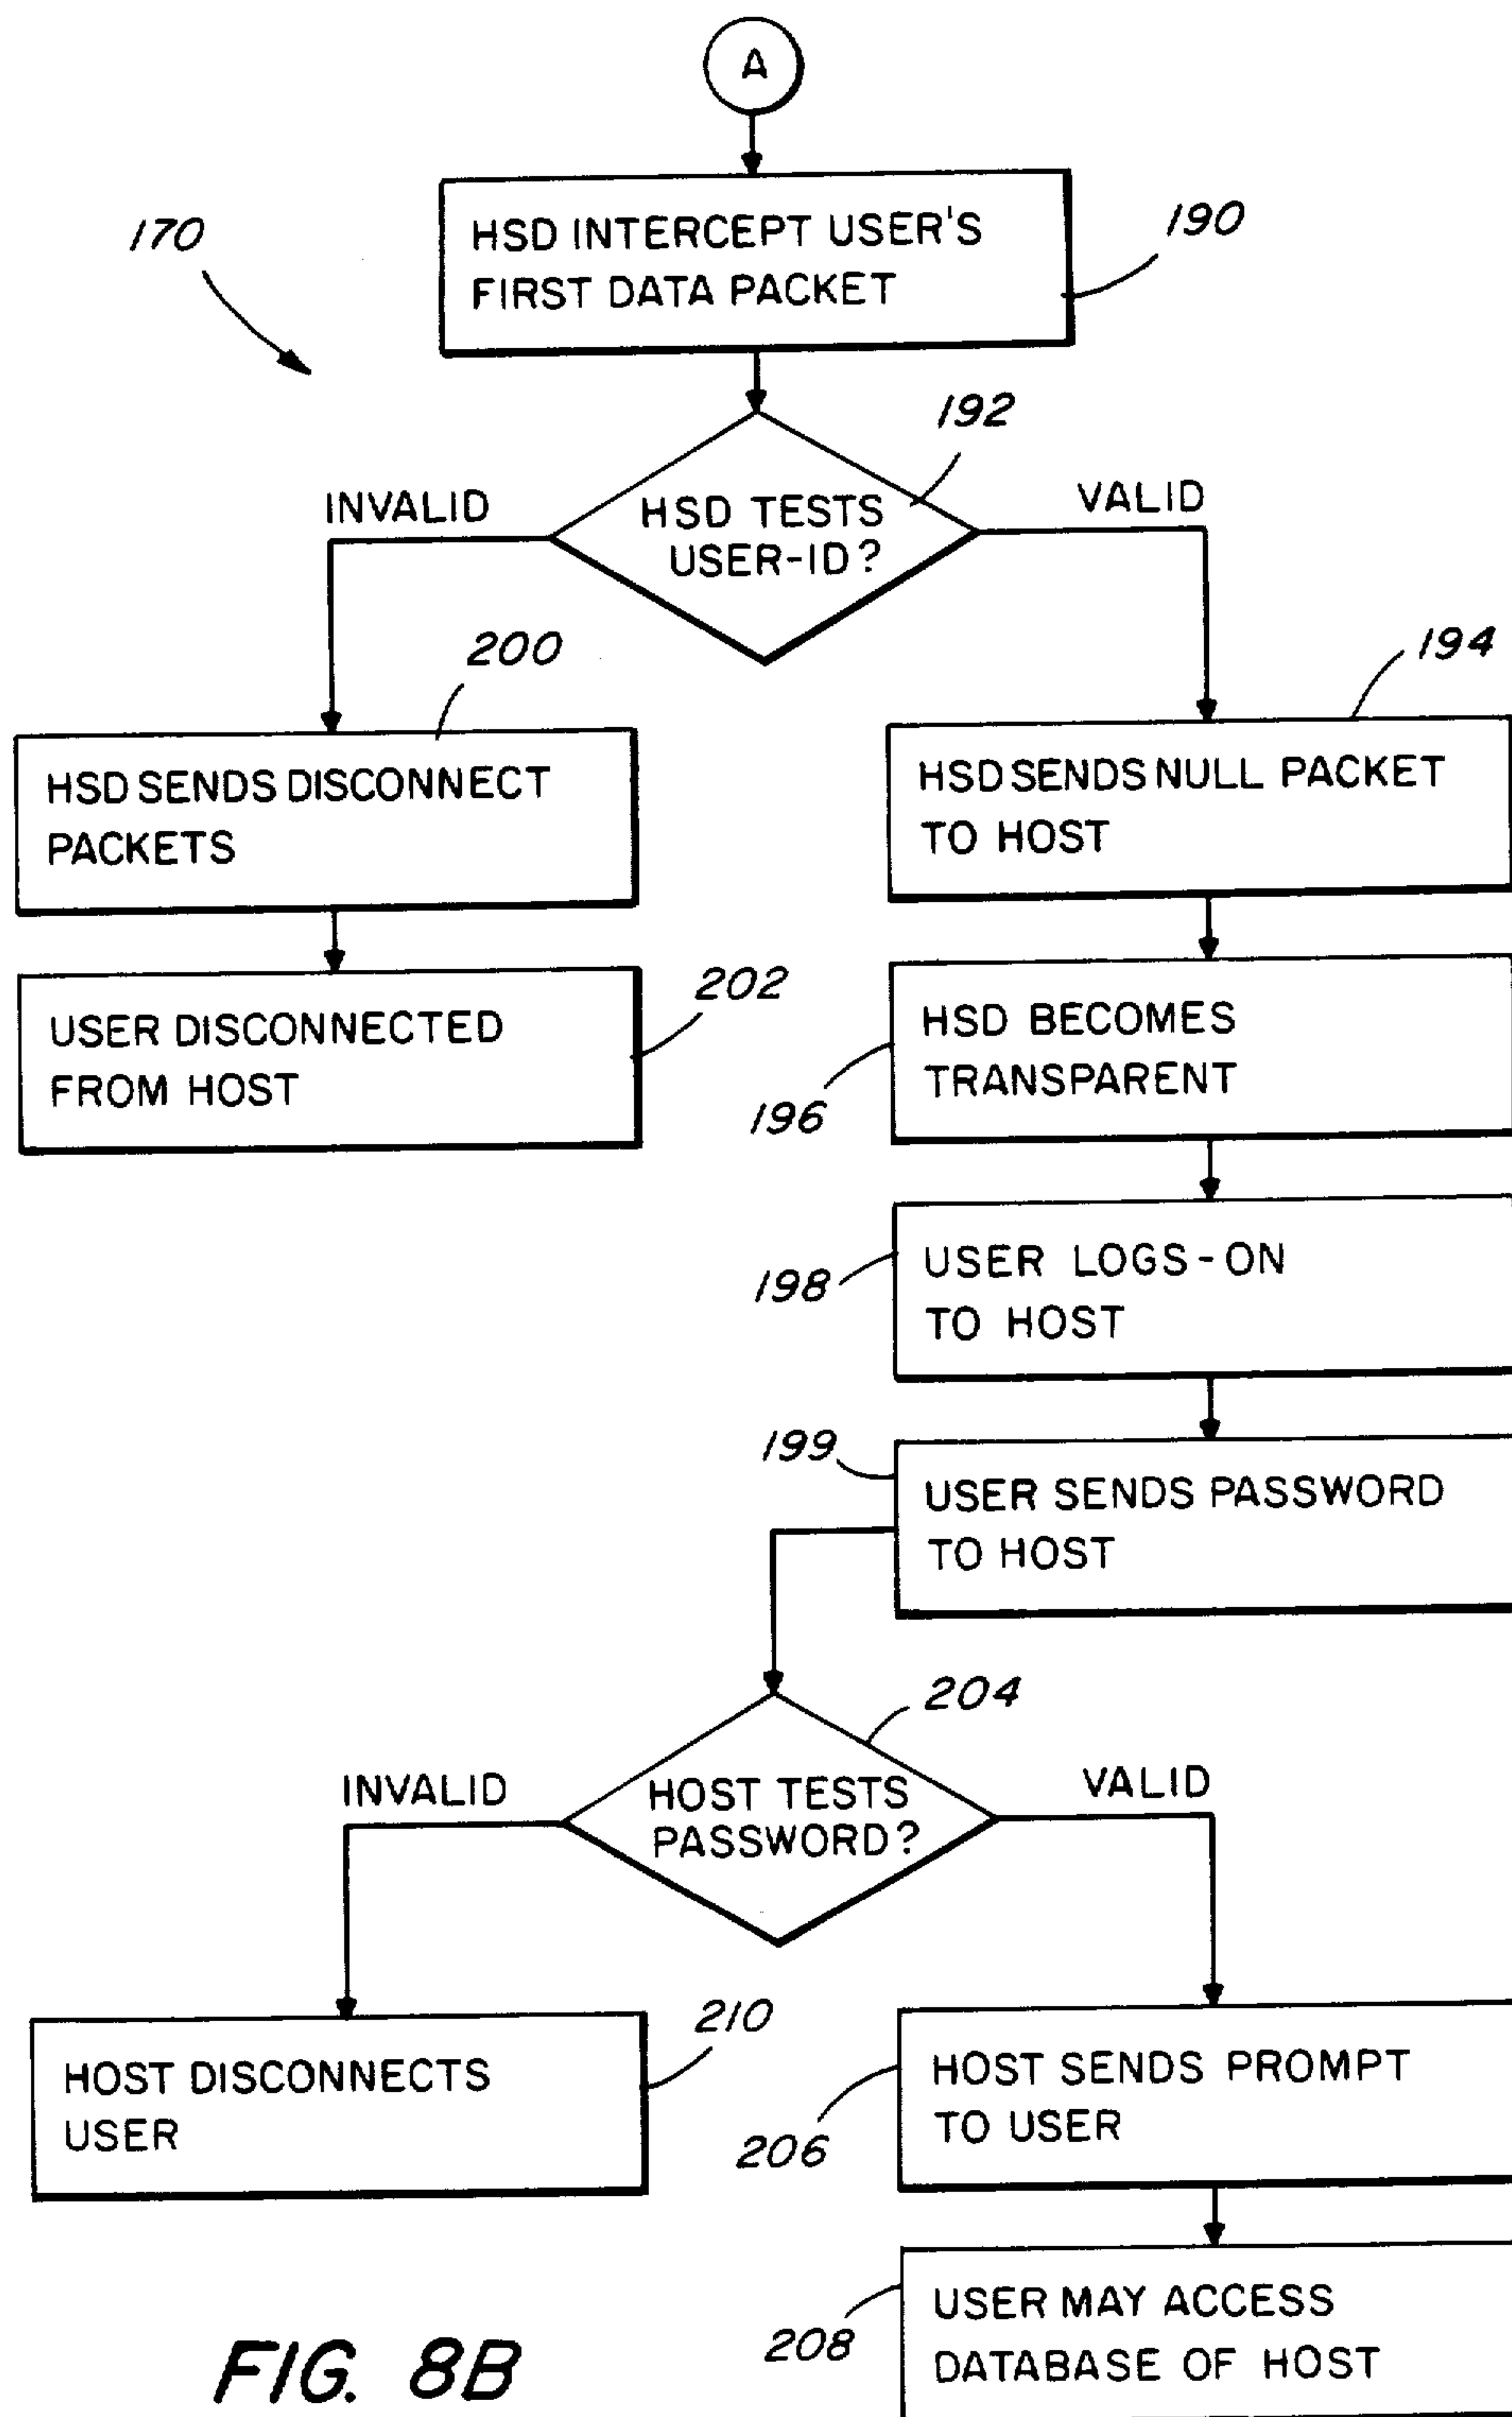 A
170
HSD INTERCEPT USER'S
FIRST DATA PACKET
190
192
INVALID
HSD TESTS
USER-ID?
VALID
200
194
HSD SENDS DISCONNECT
PACKETS
HSD SENDS NULL PACKET
TO HOST
USER DISCONNECTED
FROM HOST
202
HSD BECOMES
TRANSPARENT
196
USER LOGS-ON
TO HOST
198
199
USER SENDS PASSWORD
TO HOST
204
INVALID
HOST TESTS
PASSWORD?
VALID
HOST DISCONNECTS
USER
210
HOST SENDS PROMPT
TO USER
206
USER MAY ACCESS
DATABASE OF HOST
208
FIG. 8B